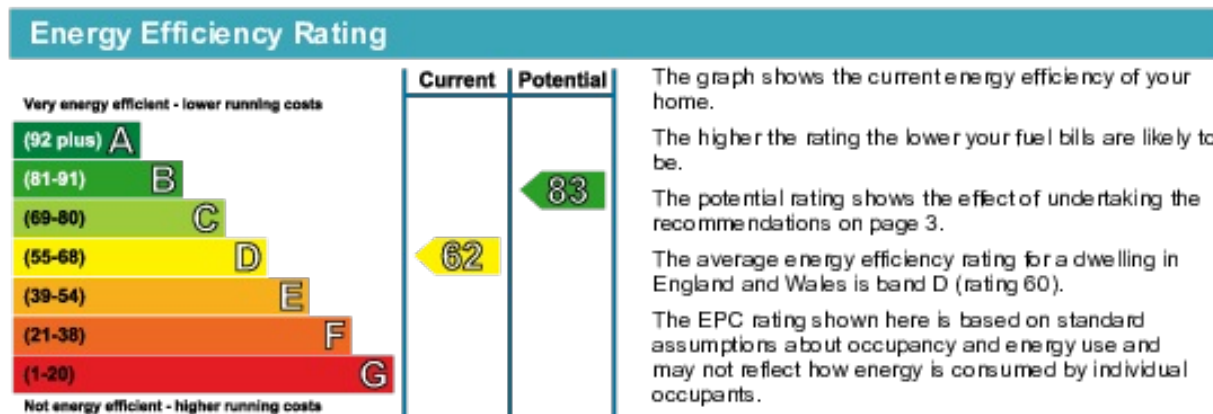 Energy Efficiency Rating
Current Potential
Very energy efficient - lower running costs
(92 plus) A
(81-91) B
83
(69-80) C
(55-68) D
62
(39-54) E
(21-38) F
(1-20) G
Not energy efficient - higher running costs
The graph shows the current energy efficiency of your
home.
The higher the rating the lower your fuel bills are likely to
be.
The potential rating shows the effect of undertaking the
recommendations on page 3.
The average energy efficiency rating for a dwelling in
England and Wales is band D (rating 60).
The EPC rating shown here is based on standard
assumptions about occupancy and energy use and
may not reflect how energy is consumed by individual
occupants.